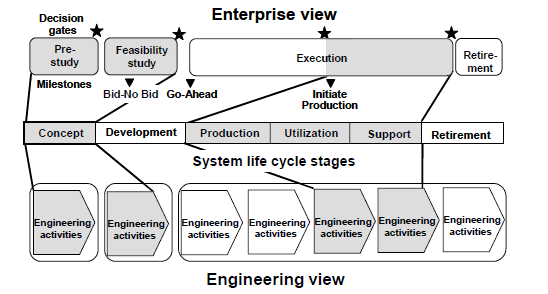 Enterprise view
Decision
gates
Pre-
study
Feasibility
study
Execution
Retire-
ment
Milestones
Bid-No Bid
Go-Ahead
Initiate
Production
Concept
Development
Production
Utilization
Support
Retirement
System life cycle stages
Engineering
activities
Engineering
activities
Engineering
activities
Engineering
activities
Engineering
activities
Engineering
activities
Engineering
activities
Engineering view